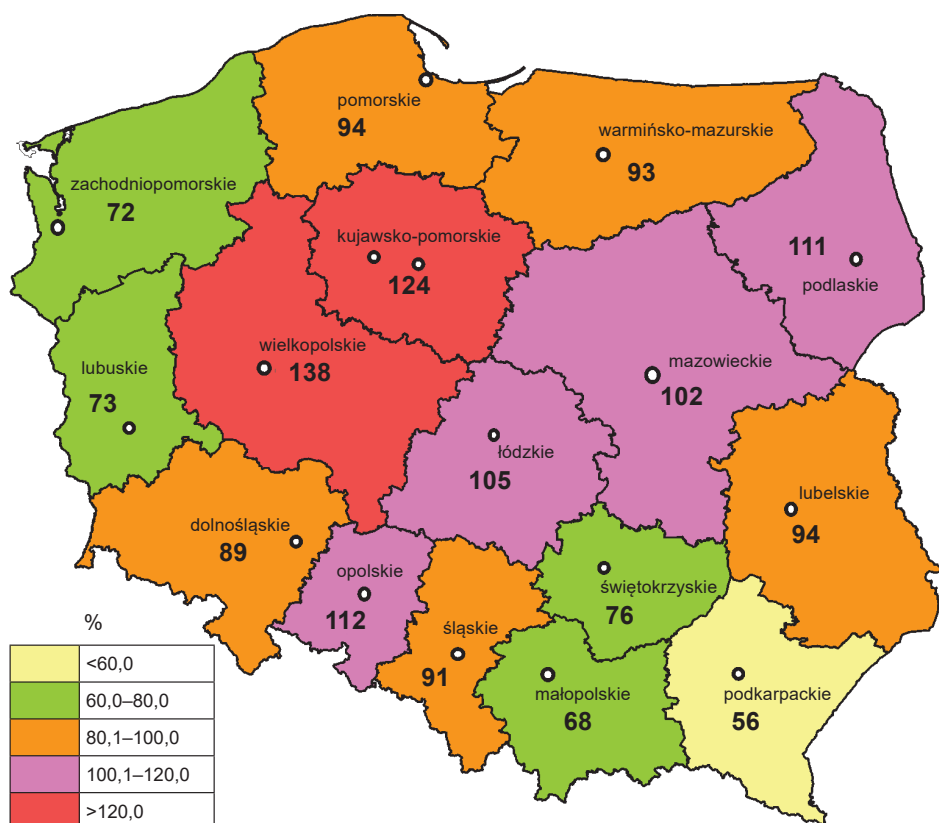 pomorskie
94
warmińsko-mazurskie
93
zachodniopomorskie
72
kujawsko-pomorskie
124
111
podlaskie
wielkopolskie
138
mazowieckie
102
lubuskie
73
łódzkie
105
lubelskie
94
dolnośląskie
89
opolskie
112
świętokrzyskie
76
śląskie
91
małopolskie
68
podkarpackie
56
%
<60,0
60,0–80,0
80,1–100,0
100,1–120,0
>120,0